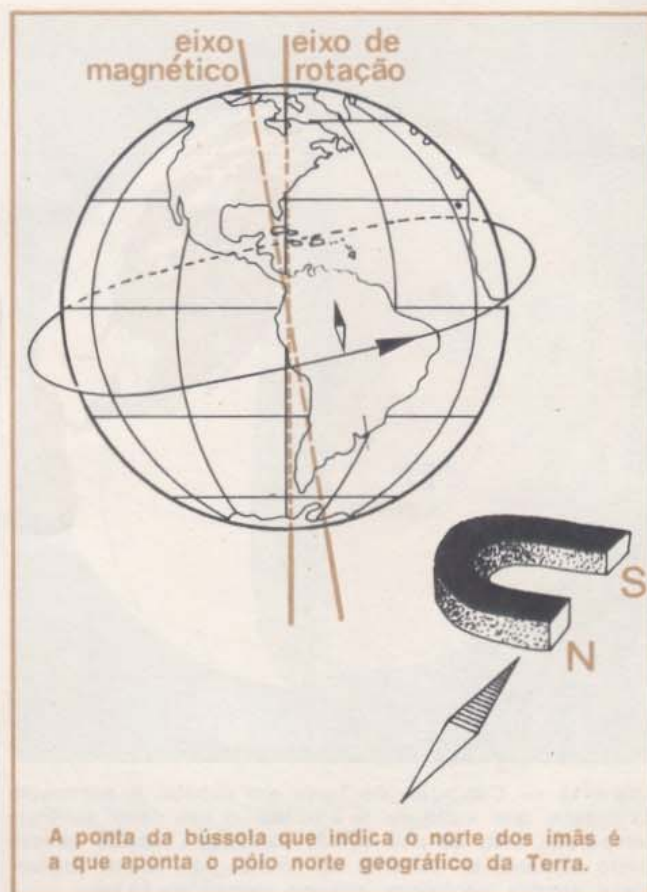 eixo magnético
eixo de rotação
S
N
A ponta da bússola que indica o norte dos imãs é
a que aponta o pólo norte geográfico da Terra.